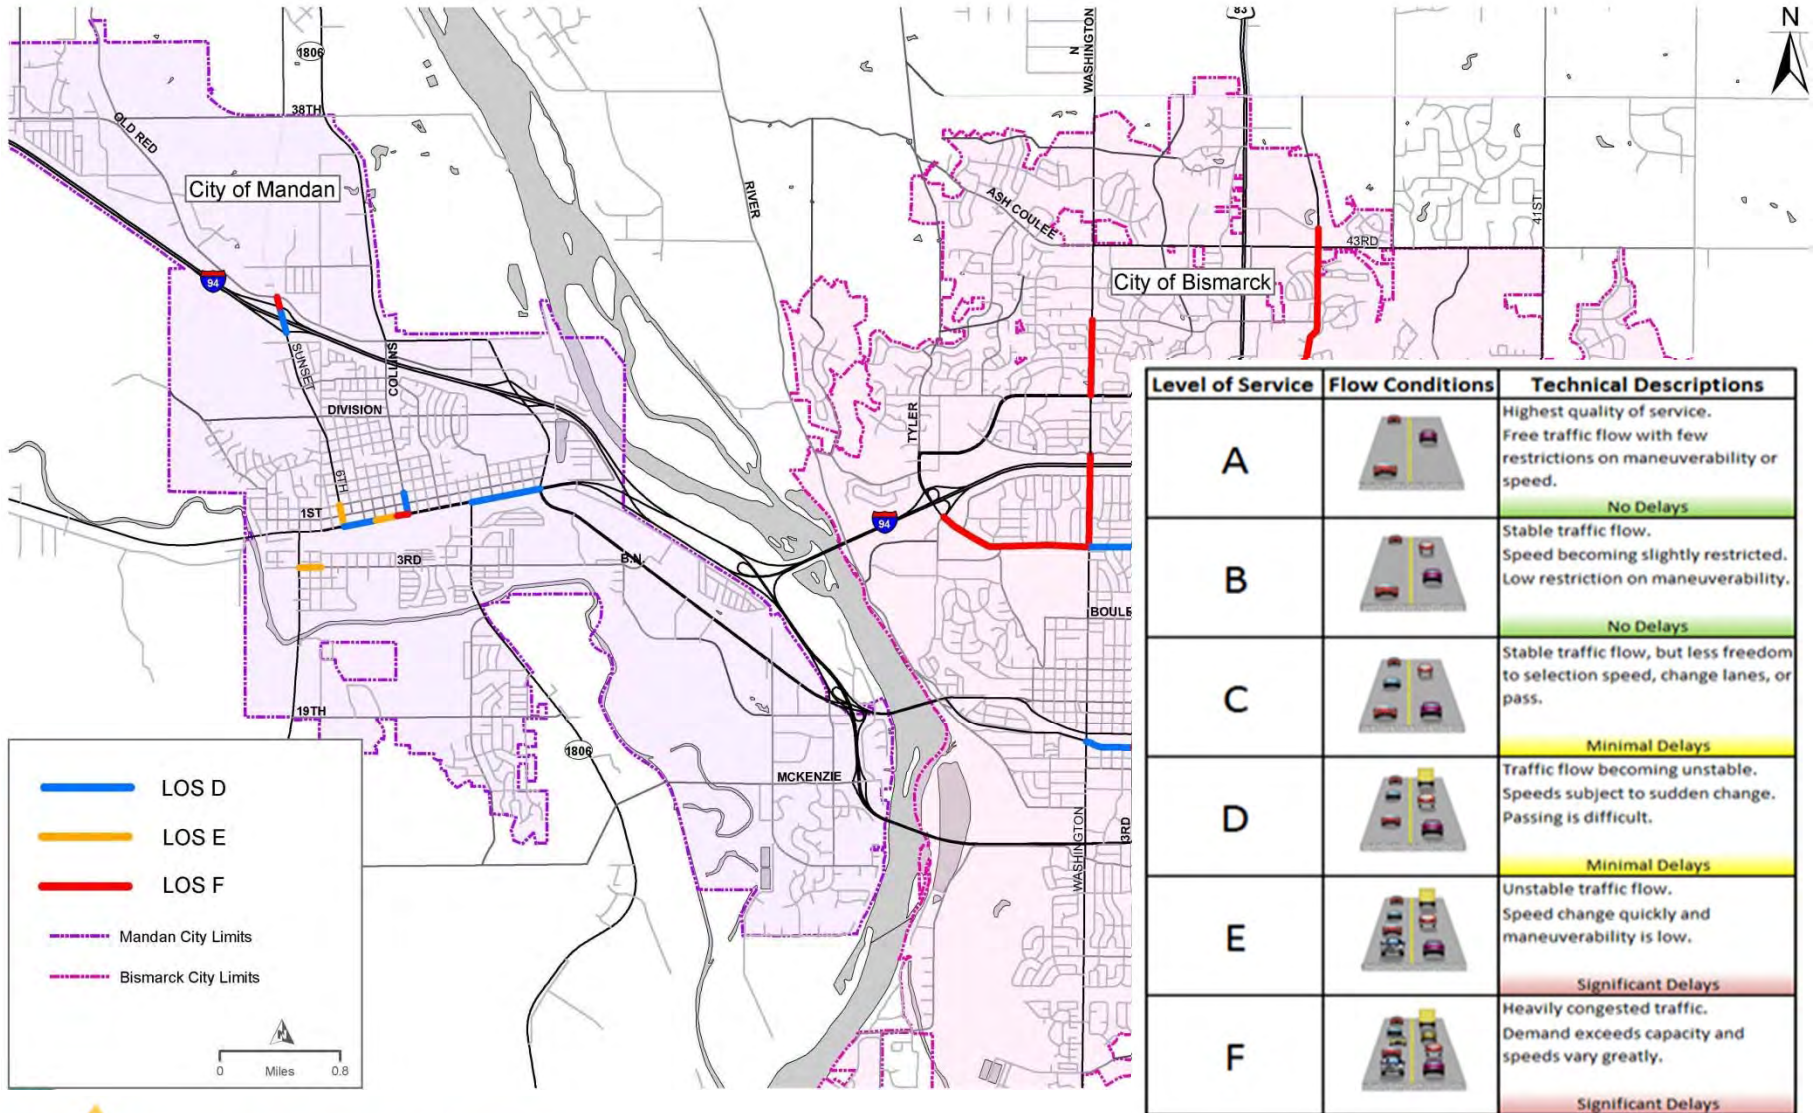 83
N
N
WASHINGTON
1806
38TH
OLD RED
City of Mandan
RIVER
ASH COULEE
41ST
43RD
City of Bismarck
94
SUNSET
COLLINS
DIVISION
TYLER
6TH
1ST
94
3RD
B.N.
BOULE
19TH
1806
MCKENZIE
WASHINGTON
3RD
LOS D
LOS E
LOS F
Mandan City Limits
Bismarck City Limits
N
0 Miles 0.8
Level of Service Flow Conditions Technical Descriptions
A
Highest quality of service.
Free traffic flow with few
restrictions on maneuverability or
speed.
No Delays
B
Stable traffic flow.
Speed becoming slightly restricted.
Low restriction on maneuverability.
No Delays
C
Stable traffic flow, but less freedom
to selection speed, change lanes, or
pass.
Minimal Delays
D
Traffic flow becoming unstable.
Speeds subject to sudden change.
Passing is difficult.
Minimal Delays
E
Unstable traffic flow.
Speed change quickly and
maneuverability is low.
Significant Delays
F
Heavily congested traffic.
Demand exceeds capacity and
speeds vary greatly.
Significant Delays